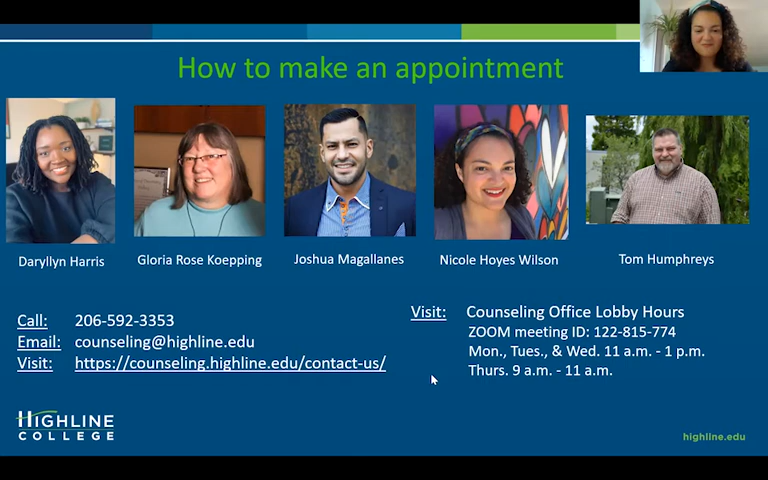 How to make an appointment
Daryllyn Harris
Gloria Rose Koepping
Joshua Magallanes
Nicole Hoyes Wilson
Tom Humphreys
Call: 206-592-3353
Email: counseling@highline.edu
Visit: https://counseling.highline.edu/contact-us/
Visit: Counseling Office Lobby Hours
ZOOM meeting ID: 122-815-774
Mon., Tues., & Wed. 11 a.m. - 1 p.m.
Thurs. 9 a.m. - 11 a.m.
HIGHLINE
COLLEGE
highline.edu